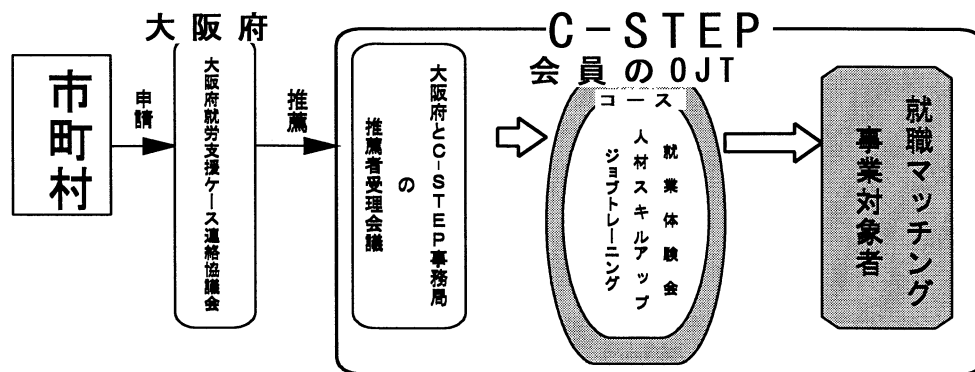 市町村
申請
大阪府
大阪府就労支援ケース連絡協議会
推薦
C-STEP
大阪府とC-STEP事務局
の
推薦者受理会議
会員のOJT
コース
就業体験会
人材スキルアップ
ジョブトレーニング
就職マッチング
事業対象者